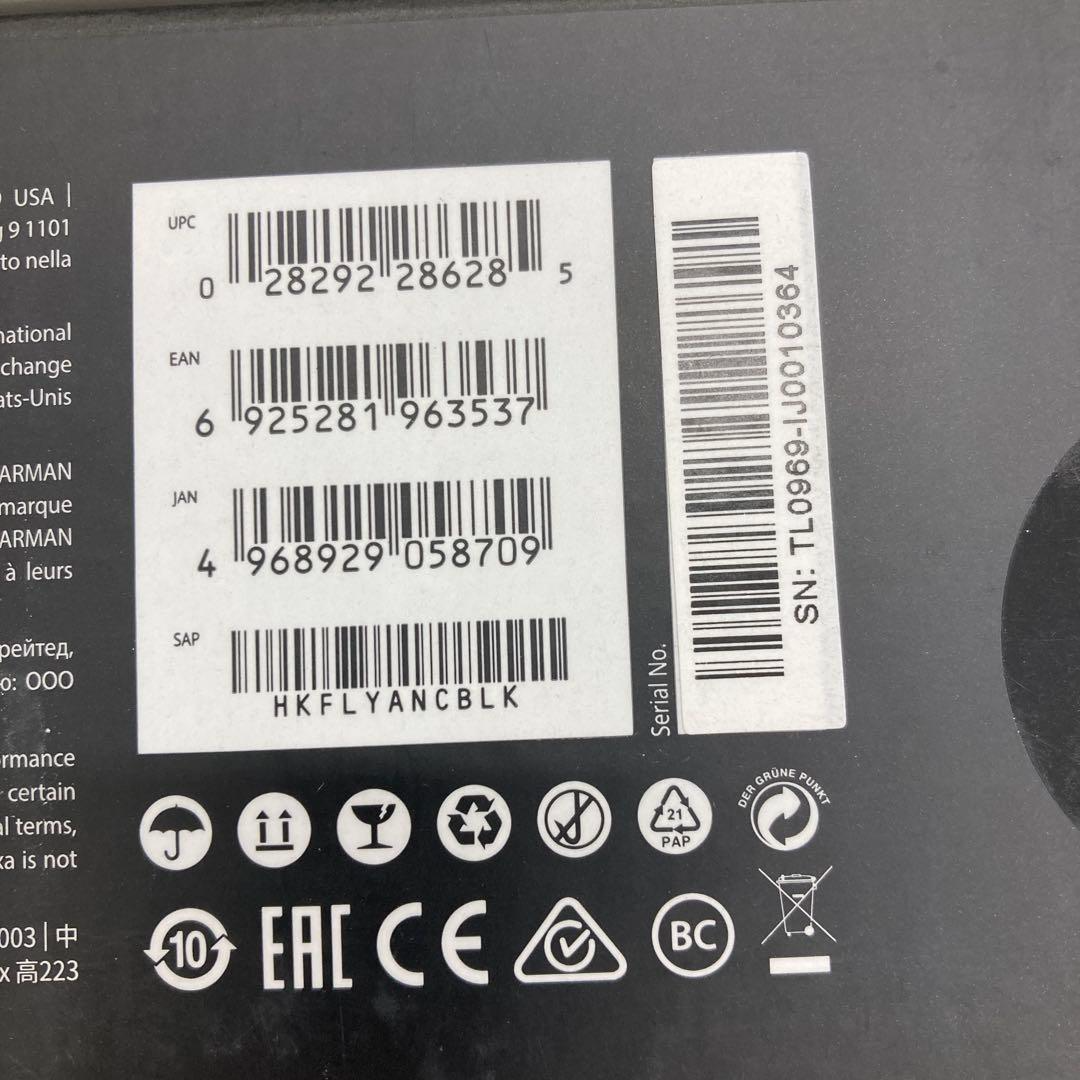 USA |
9 1101
to nella
national
change
ats-Unis
ARMAN
marque
ARMAN
à leurs
рейтед,
о: ООО
ormance
certain
al terms,
xa is not
003 | 中
x 高223
UPC
0 28292 28628 5
EAN
6 925281 963537
JAN
4 968929 058709
SAP
HKFLYANCBLK
Serial No.
SN: TL0969-IJ0010364
21
PAP
DER GRÜNE PUNKT
10
EAC
CE
BC